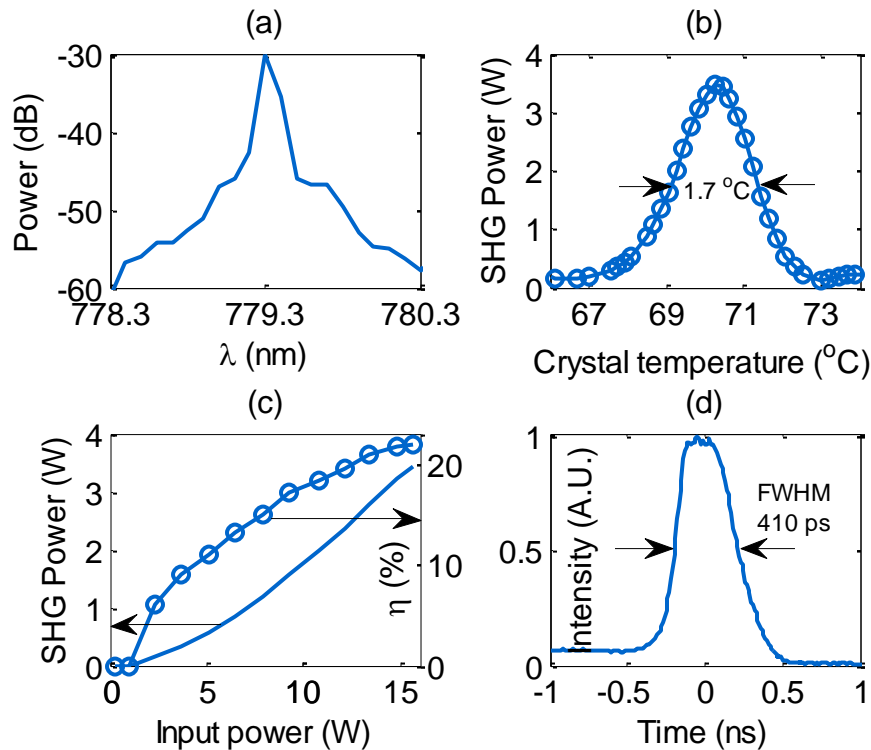 (a)
-30
-40
-50
-60
Power (dB)
778.3 779.3 780.3
λ (nm)
(b)
4
3
2
1
0
SHG Power (W)
1.7 °C
67 69 71 73
Crystal temperature (°C)
(c)
4
3
2
1
0
SHG Power (W)
20
10
0
η (%)
0 5 10 15
Input power (W)
(d)
1
0.5
0
Intensity (A.U.)
FWHM
410 ps
-1 -0.5 0 0.5 1
Time (ns)